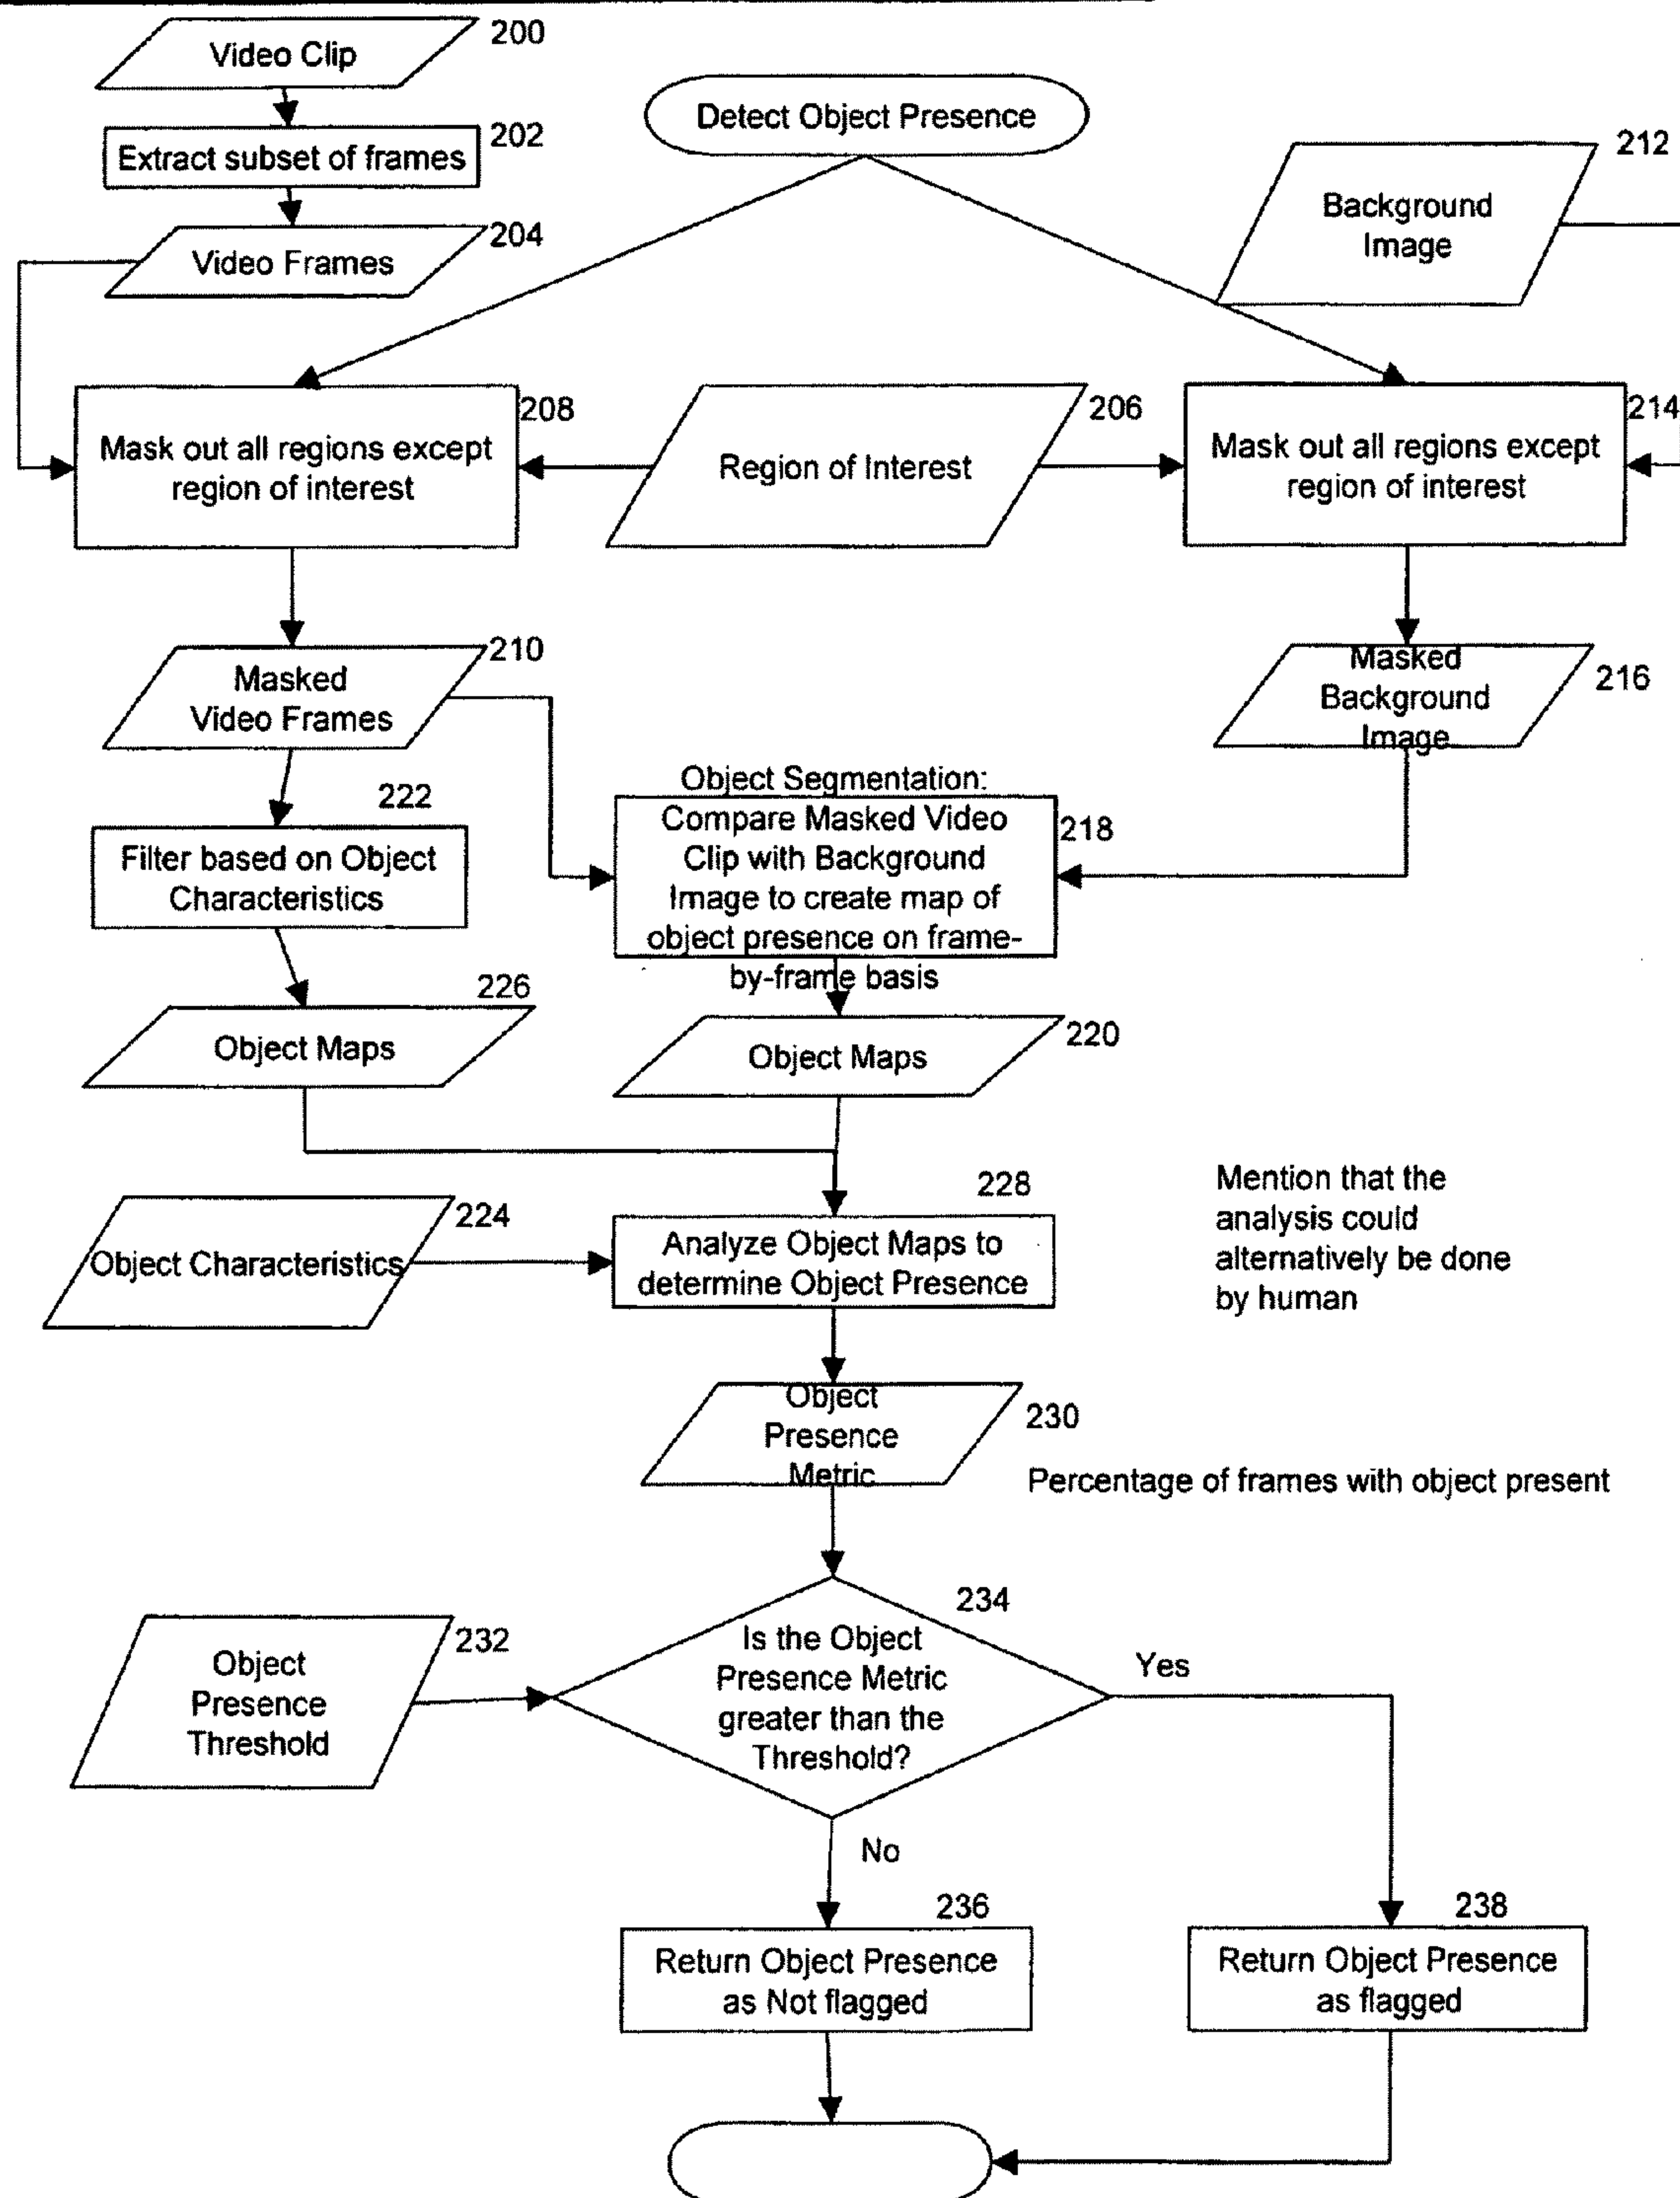 200
Video Clip
Detect Object Presence
202
Extract subset of frames
212
Background
Image
204
Video Frames
208
Mask out all regions except
region of interest
206
Region of Interest
214
Mask out all regions except
region of interest
210
Masked
Video Frames
Masked
Background
Image
216
222
Filter based on Object
Characteristics
Object Segmentation:
Compare Masked Video
Clip with Background
Image to create map of
object presence on frame-
by-frame basis
218
226
Object Maps
220
Object Maps
Mention that the
analysis could
alternatively be done
by human
224
Object Characteristics
228
Analyze Object Maps to
determine Object Presence
Object
Presence
Metric
230
Percentage of frames with object present
232
Object
Presence
Threshold
234
Is the Object
Presence Metric
greater than the
Threshold?
Yes
No
236
Return Object Presence
as Not flagged
238
Return Object Presence
as flagged